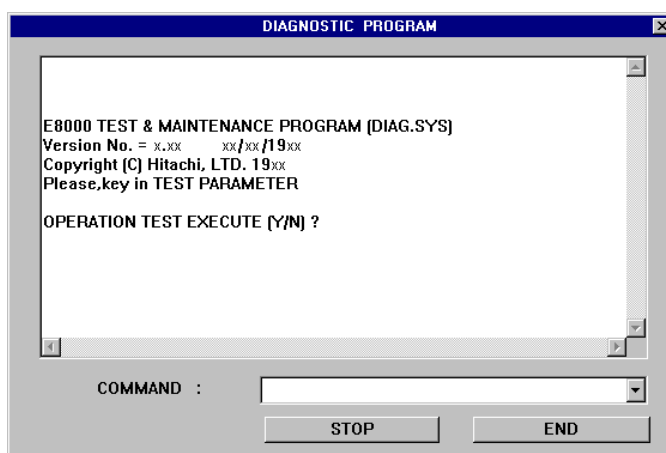 DIAGNOSTIC PROGRAM
E8000 TEST & MAINTENANCE PROGRAM (DIAG.SYS)
Version No. = x.xx xx/xx/19xx
Copyright (C) Hitachi, LTD. 19xx
Please,key in TEST PARAMETER
OPERATION TEST EXECUTE (Y/N) ?
COMMAND :
STOP END